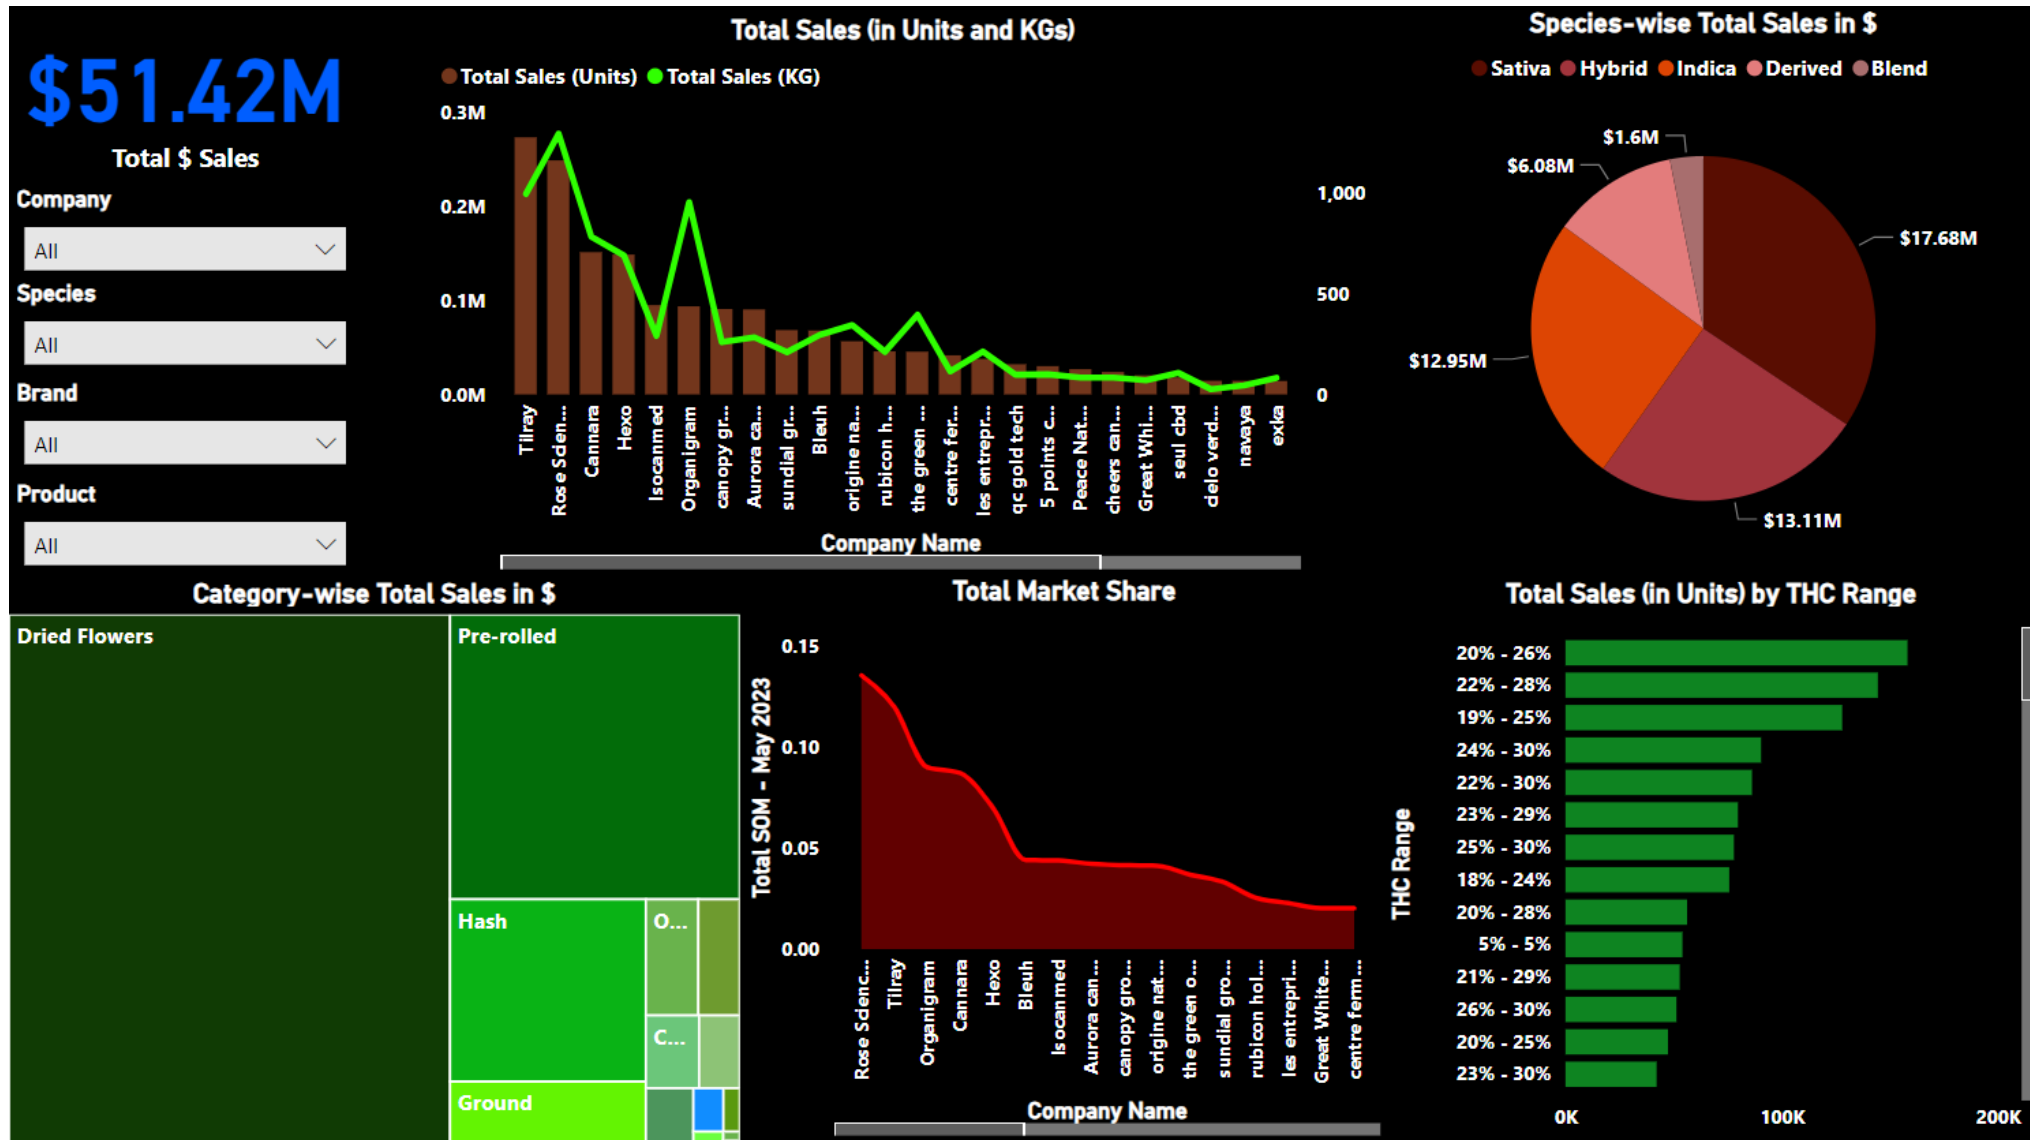 $51.42M
Total $ Sales
Company
All
Species
All
Brand
All
Product
All
Total Sales (in Units and KGs)
Total Sales (Units) Total Sales (KG)
0.3M
0.2M
0.1M
0.0M
1,000
500
0
Tilray
Rose Scien...
Cannara
Hexo
Isocanmed
Organigram
canopy gr...
Aurora ca...
sundial gr...
Bleuh
origine na...
rubicon h...
the green ...
centre fer...
les entrepr...
qc gold tech
5 points c...
Peace Nat...
cheers can...
Great Whi...
seul cbd
delo verd...
navaya
exka
Company Name
Species-wise Total Sales in $
Sativa Hybrid Indica Derived Blend
$1.6M
$6.08M
$17.68M
$12.95M
$13.11M
Category-wise Total Sales in $
Dried Flowers
Pre-rolled
Hash
O...
C...
Ground
Total Market Share
Total SOM - May 2023
0.15
0.10
0.05
0.00
Rose Scienc...
Tilray
Organigram
Cannara
Hexo
Bleuh
Isocanmed
Aurora can...
canopy gro...
origine nat...
the green o...
sundial gro...
rubicon hol...
les entrepri...
Great White...
centre ferm...
Company Name
Total Sales (in Units) by THC Range
THC Range
20% - 26%
22% - 28%
19% - 25%
24% - 30%
22% - 30%
23% - 29%
25% - 30%
18% - 24%
20% - 28%
5% - 5%
21% - 29%
26% - 30%
20% - 25%
23% - 30%
0K 100K 200K